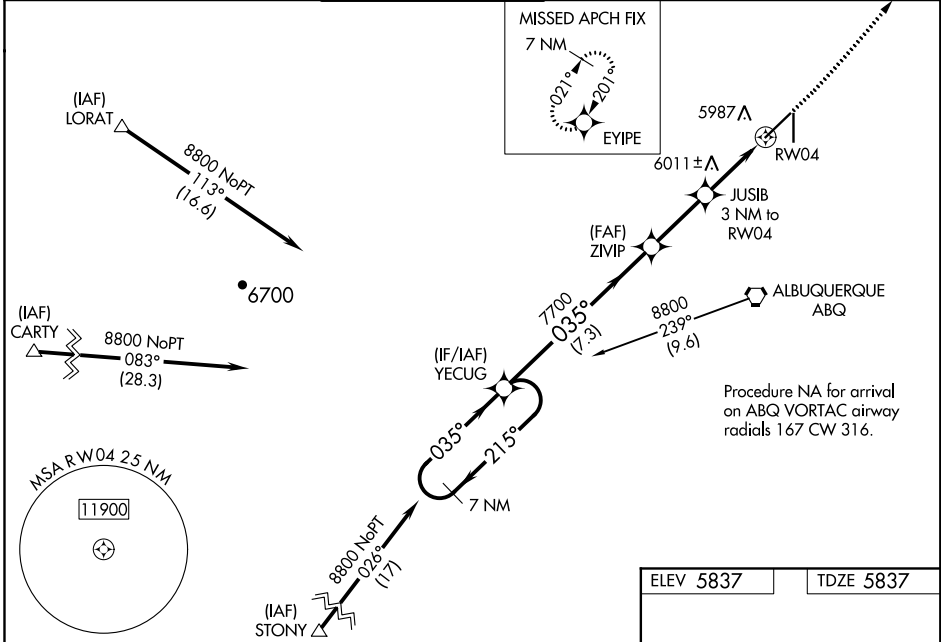 MISSED APCH FIX
7 NM
021°
201°
EYIPE
(IAF)
LORAT
8800 NoPT
113°
(16.6)
5987
RW04
6011±
JUSIB
3 NM to
RW04
(FAF)
ZIVIP
6700
ALBUQUERQUE
ABQ
8800
239°
(9.6)
7700
035°
(7.3)
(IAF)
CARTY
8800 NoPT
083°
(28.3)
(IF/IAF)
YECUG
Procedure NA for arrival
on ABQ VORTAC airway
radials 167 CW 316.
035°
215°
7 NM
MSA RW04 25 NM
11900
8800 NoPT
026°
(17)
(IAF)
STONY
ELEV 5837
TDZE 5837